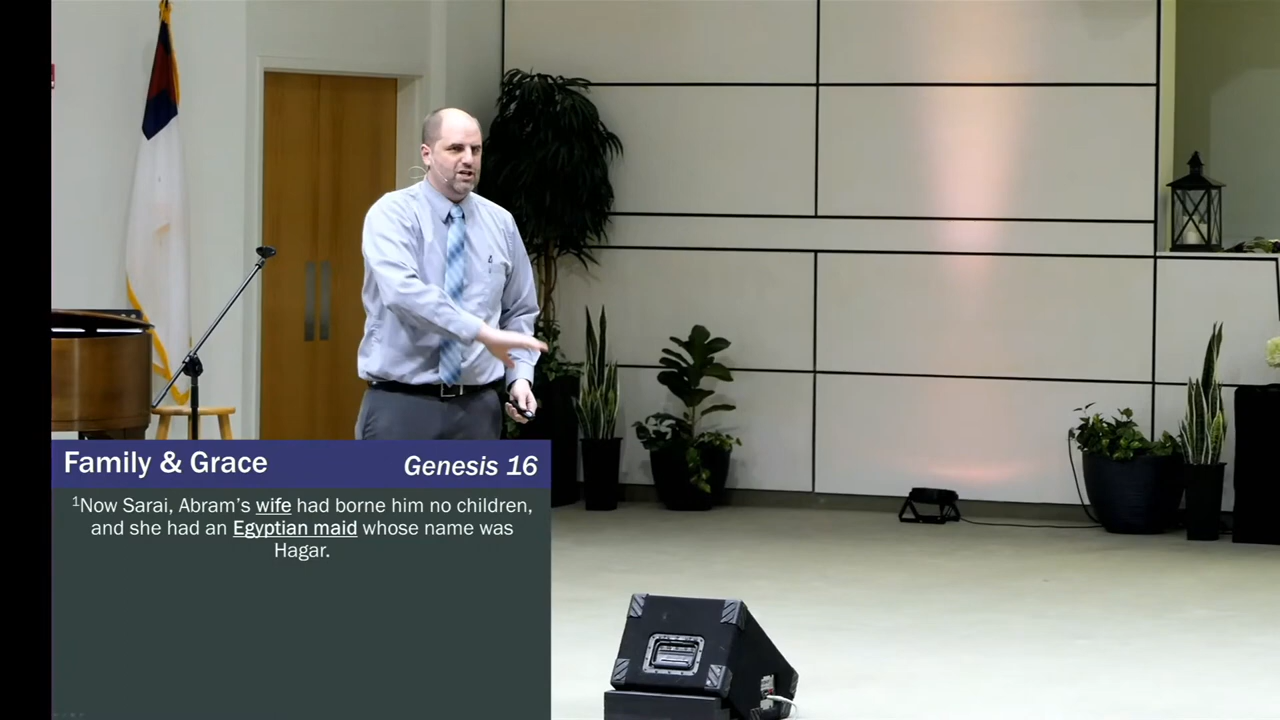 Family & Grace
Genesis 16
¹Now Sarai, Abram's wife had borne him no children,
and she had an Egyptian maid whose name was
Hagar.